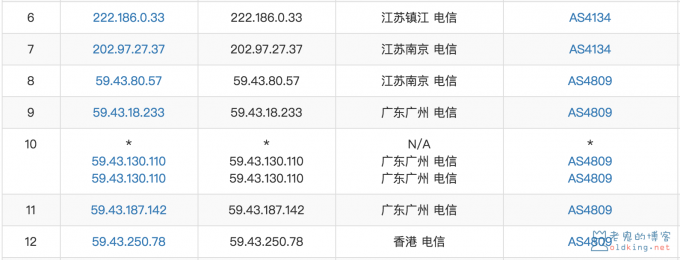 6 222.186.0.33 222.186.0.33 江苏镇江 电信 AS4134
7 202.97.27.37 202.97.27.37 江苏南京 电信 AS4134
8 59.43.80.57 59.43.80.57 江苏南京 电信 AS4809
9 59.43.18.233 59.43.18.233 广东广州 电信 AS4809
10 * * N/A *
59.43.130.110 59.43.130.110 广东广州 电信 AS4809
59.43.130.110 59.43.130.110 广东广州 电信 AS4809
11 59.43.187.142 59.43.187.142 广东广州 电信 AS4809
12 59.43.250.78 59.43.250.78 香港 电信 AS4809
老鬼的博客
oldking.net